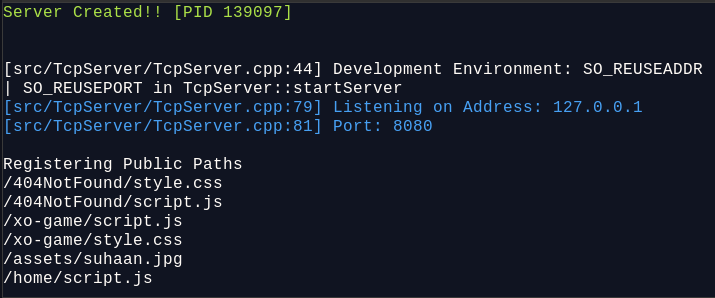 Server Created!! [PID 139097]
[src/TcpServer/TcpServer.cpp:44] Development Environment: SO_REUSEADDR
| SO_REUSEPORT in TcpServer::startServer
[src/TcpServer/TcpServer.cpp:79] Listening on Address: 127.0.0.1
[src/TcpServer/TcpServer.cpp:81] Port: 8080
Registering Public Paths
/404NotFound/style.css
/404NotFound/script.js
/xo-game/script.js
/xo-game/style.css
/assets/suhaan.jpg
/home/script.js